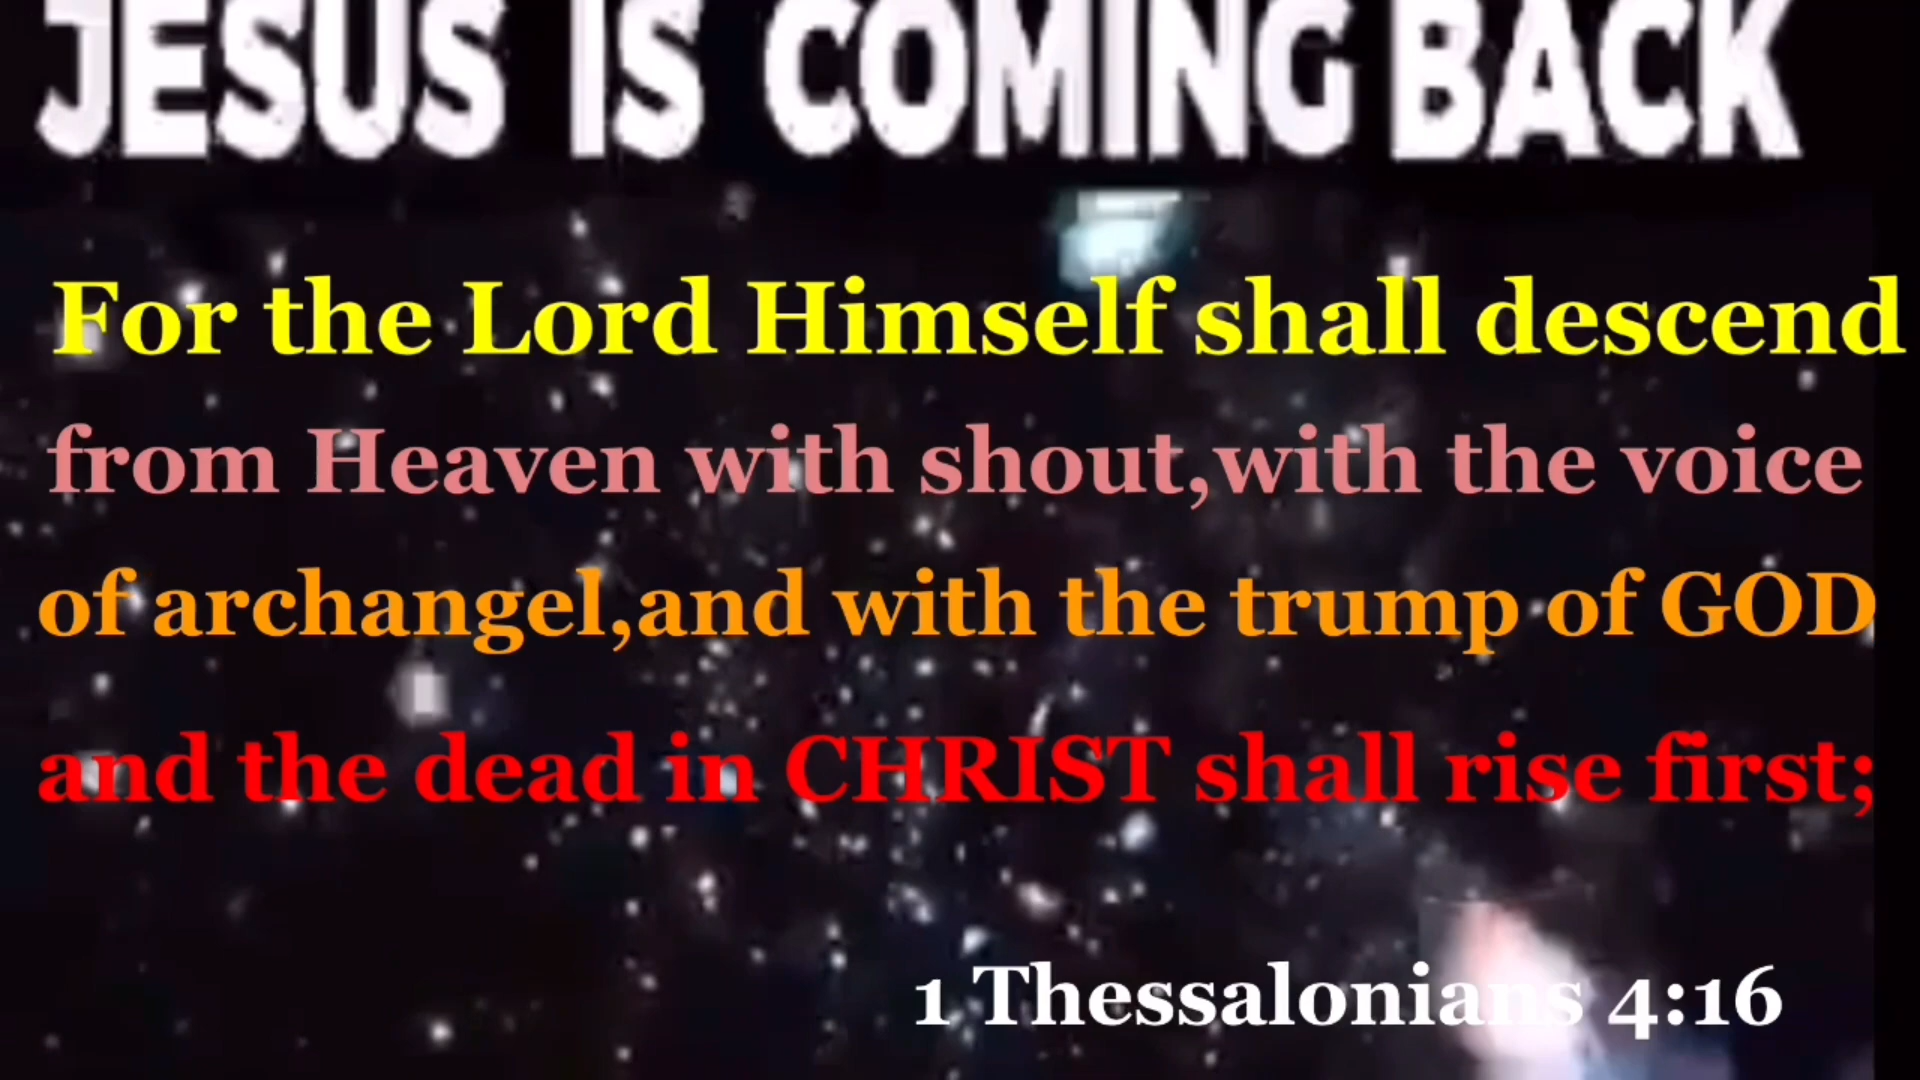 JESUS IS COMING BACK
For the Lord Himself shall descend
from Heaven with shout,with the voice
of archangel,and with the trump of GOD
and the dead in CHRIST shall rise first;
1 Thessalonians 4:16